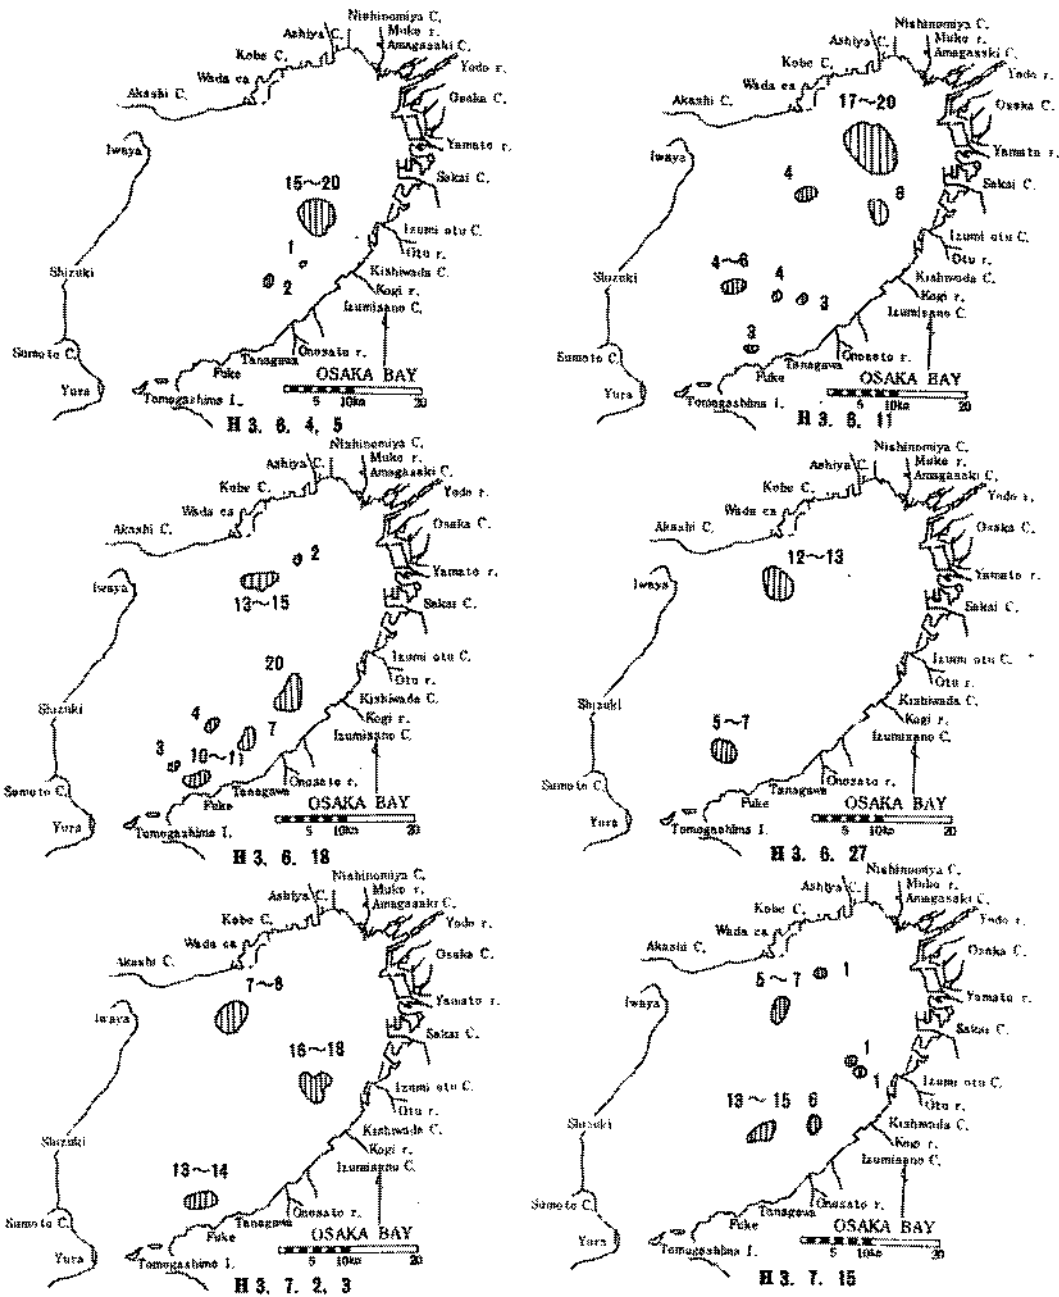 Nishinomiya C.
Ashiya C.
Muko r.
Amagasaki C.
Kobe C.
Yodo r.
Wada ca
Akashi C.
Osaka C.
Iwaya
Yamato r.
Sakai C.
15~20
1
Izumi otu C.
Otu r.
Shizuki
2
Kishiwada C.
Kogi r.
Izumisano C.
Sumoto C.
Onosato r.
Tanagawa
Fuke
OSAKA BAY
Yura
Tomogashima I.
5 10km 20
H 3. 6. 4, 5
Nishinomiya C.
Ashiya C.
Muko r.
Amagasaki C.
Kobe C.
Yodo r.
Wada ca
Akashi C.
Osaka C.
17~20
Iwaya
Yamato r.
4
8
Sakai C.
Izumi otu C.
Otu r.
4~6
4
3
Shizuki
Kishiwada C.
Kogi r.
Izumisano C.
3
Sumoto C.
Onosato r.
Tanagawa
Fuke
OSAKA BAY
Yura
Tomogashima I.
5 10km 20
H 3. 6. 11
Nishinomiya C.
Ashiya C.
Muko r.
Amagasaki C.
Kobe C.
Yodo r.
Wada ca
Akashi C.
Osaka C.
2
Iwaya
Yamato r.
13~15
Sakai C.
20
Izumi otu C.
Otu r.
Shizuki
Kishiwada C.
4
7
Kogi r.
Izumisano C.
3
10~11
Sumoto C.
Onosato r.
Tanagawa
Fuke
OSAKA BAY
Yura
Tomogashima I.
5 10km 20
H 3. 6. 18
Nishinomiya C.
Ashiya C.
Muko r.
Amagasaki C.
Kobe C.
Yodo r.
Wada ca
Akashi C.
Osaka C.
12~13
Iwaya
Yamato r.
Sakai C.
Izumi otu C.
Otu r.
Shizuki
Kishiwada C.
5~7
Kogi r.
Izumisano C.
Sumoto C.
Onosato r.
Tanagawa
Fuke
OSAKA BAY
Yura
Tomogashima I.
5 10km 20
H 3. 6. 27
Nishinomiya C.
Ashiya C.
Muko r.
Amagasaki C.
Kobe C.
Yodo r.
Wada ca
Akashi C.
Osaka C.
7~8
Iwaya
Yamato r.
Sakai C.
16~18
Izumi otu C.
Otu r.
Shizuki
Kishiwada C.
Kogi r.
13~14
Izumisano C.
Sumoto C.
Onosato r.
Tanagawa
Fuke
OSAKA BAY
Yura
Tomogashima I.
5 10km 20
H 3. 7. 2, 3
Nishinomiya C.
Ashiya C.
Muko r.
Amagasaki C.
Kobe C.
Yodo r.
Wada ca
Akashi C.
Osaka C.
1
5~7
Iwaya
Yamato r.
Sakai C.
1
1
Izumi otu C.
Otu r.
13~15
6
Shizuki
Kishiwada C.
Kogi r.
Izumisano C.
Sumoto C.
Onosato r.
Tanagawa
Fuke
OSAKA BAY
Yura
Tomogashima I.
5 10km 20
H 3. 7. 15